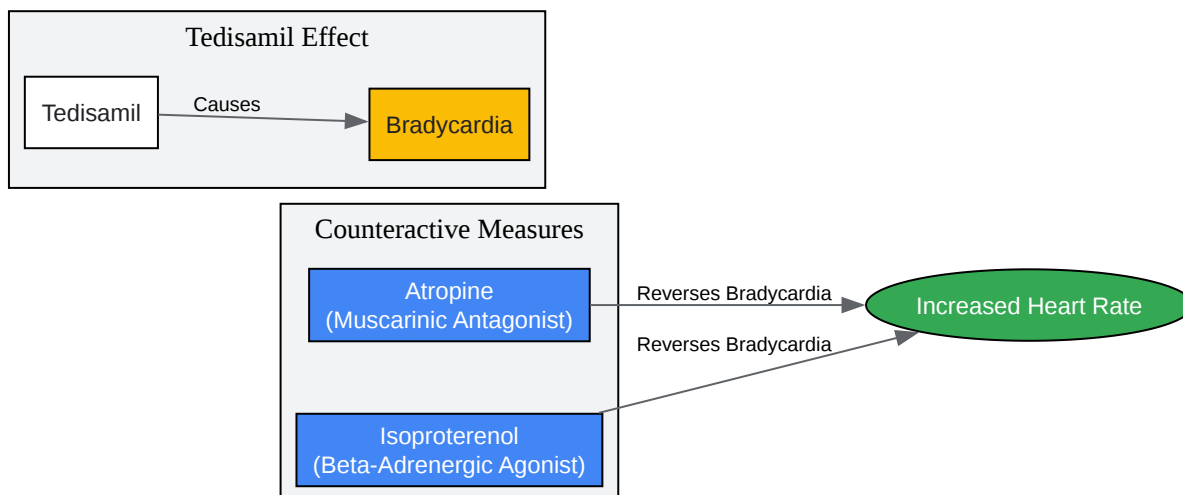 Tedisamil Effect
Tedisamil
Causes
Bradycardia
Counteractive Measures
Atropine
(Muscarinic Antagonist)
Reverses Bradycardia
Increased Heart Rate
Reverses Bradycardia
Isoproterenol
(Beta-Adrenergic Agonist)